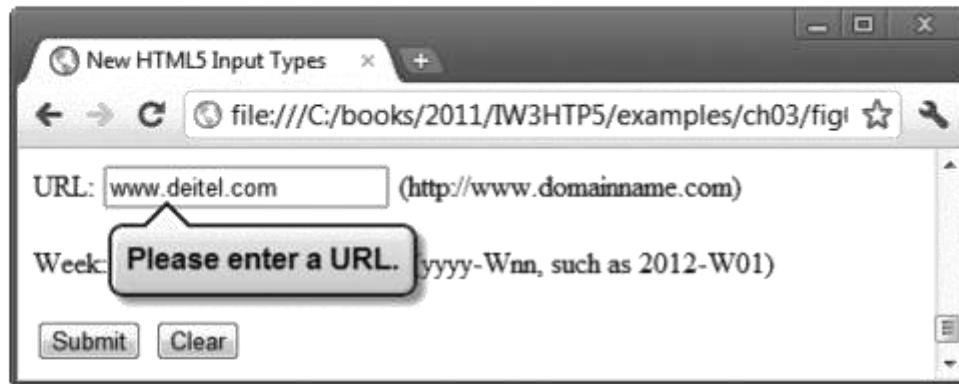 New HTML5 Input Types
file:///C:/books/2011/IW3HTP5/examples/ch03/fig
URL: www.deitel.com (http://www.domainname.com)
Please enter a URL.
Week: yyyy-Wnn, such as 2012-W01)
Submit Clear